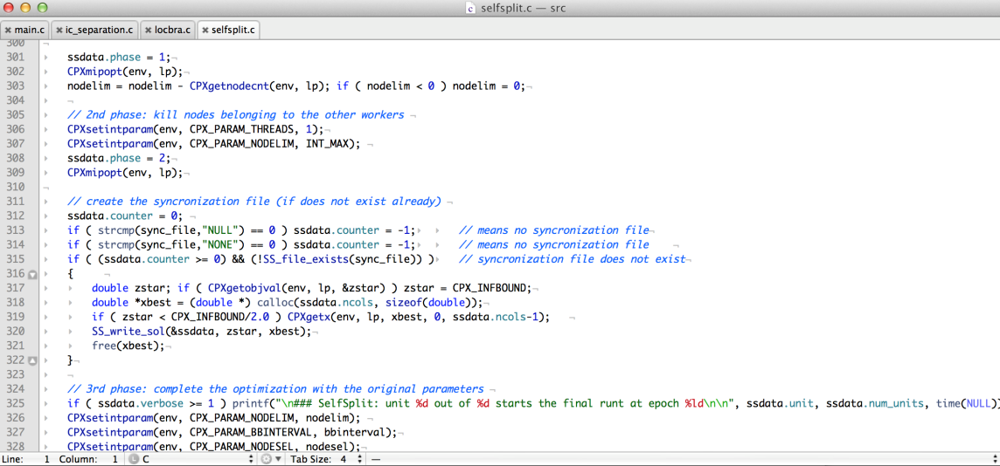 selfsplit.c — src
main.c ic_separation.c locbra.c selfsplit.c
300
301 ssdata.phase = 1;
302 CPXmipopt(env, lp);
303 nodelim = nodelim - CPXgetnodecnt(env, lp); if ( nodelim < 0 ) nodelim = 0;
304
305 // 2nd phase: kill nodes belonging to the other workers
306 CPXsetintparam(env, CPX_PARAM_THREADS, 1);
307 CPXsetintparam(env, CPX_PARAM_NODELIM, INT_MAX);
308 ssdata.phase = 2;
309 CPXmipopt(env, lp);
310
311 // create the syncronization file (if does not exist already)
312 ssdata.counter = 0;
313 if ( strcmp(sync_file,"NULL") == 0 ) ssdata.counter = -1; // means no syncronization file
314 if ( strcmp(sync_file,"NONE") == 0 ) ssdata.counter = -1; // means no syncronization file
315 if ( (ssdata.counter >= 0) && (!SS_file_exists(sync_file)) ) // syncronization file does not exist
316 {
317 double zstar; if ( CPXgetobjval(env, lp, &zstar) ) zstar = CPX_INFBOUND;
318 double *xbest = (double *) calloc(ssdata.ncols, sizeof(double));
319 if ( zstar < CPX_INFBOUND/2.0 ) CPXgetx(env, lp, xbest, 0, ssdata.ncols-1);
320 SS_write_sol(&ssdata, zstar, xbest);
321 free(xbest);
322 }
323
324 // 3rd phase: complete the optimization with the original parameters
325 if ( ssdata.verbose >= 1 ) printf("\n### SelfSplit: unit %d out of %d starts the final runt at epoch %ld\n\n", ssdata.unit, ssdata.num_units, time(NULL))
326 CPXsetintparam(env, CPX_PARAM_NODELIM, nodelim);
327 CPXsetintparam(env, CPX_PARAM_BBINTERVAL, bbinterval);
328 CPXsetintparam(env, CPX_PARAM_NODESEL, nodesel);
Line: 1 Column: 1 L C Tab Size: 4 —